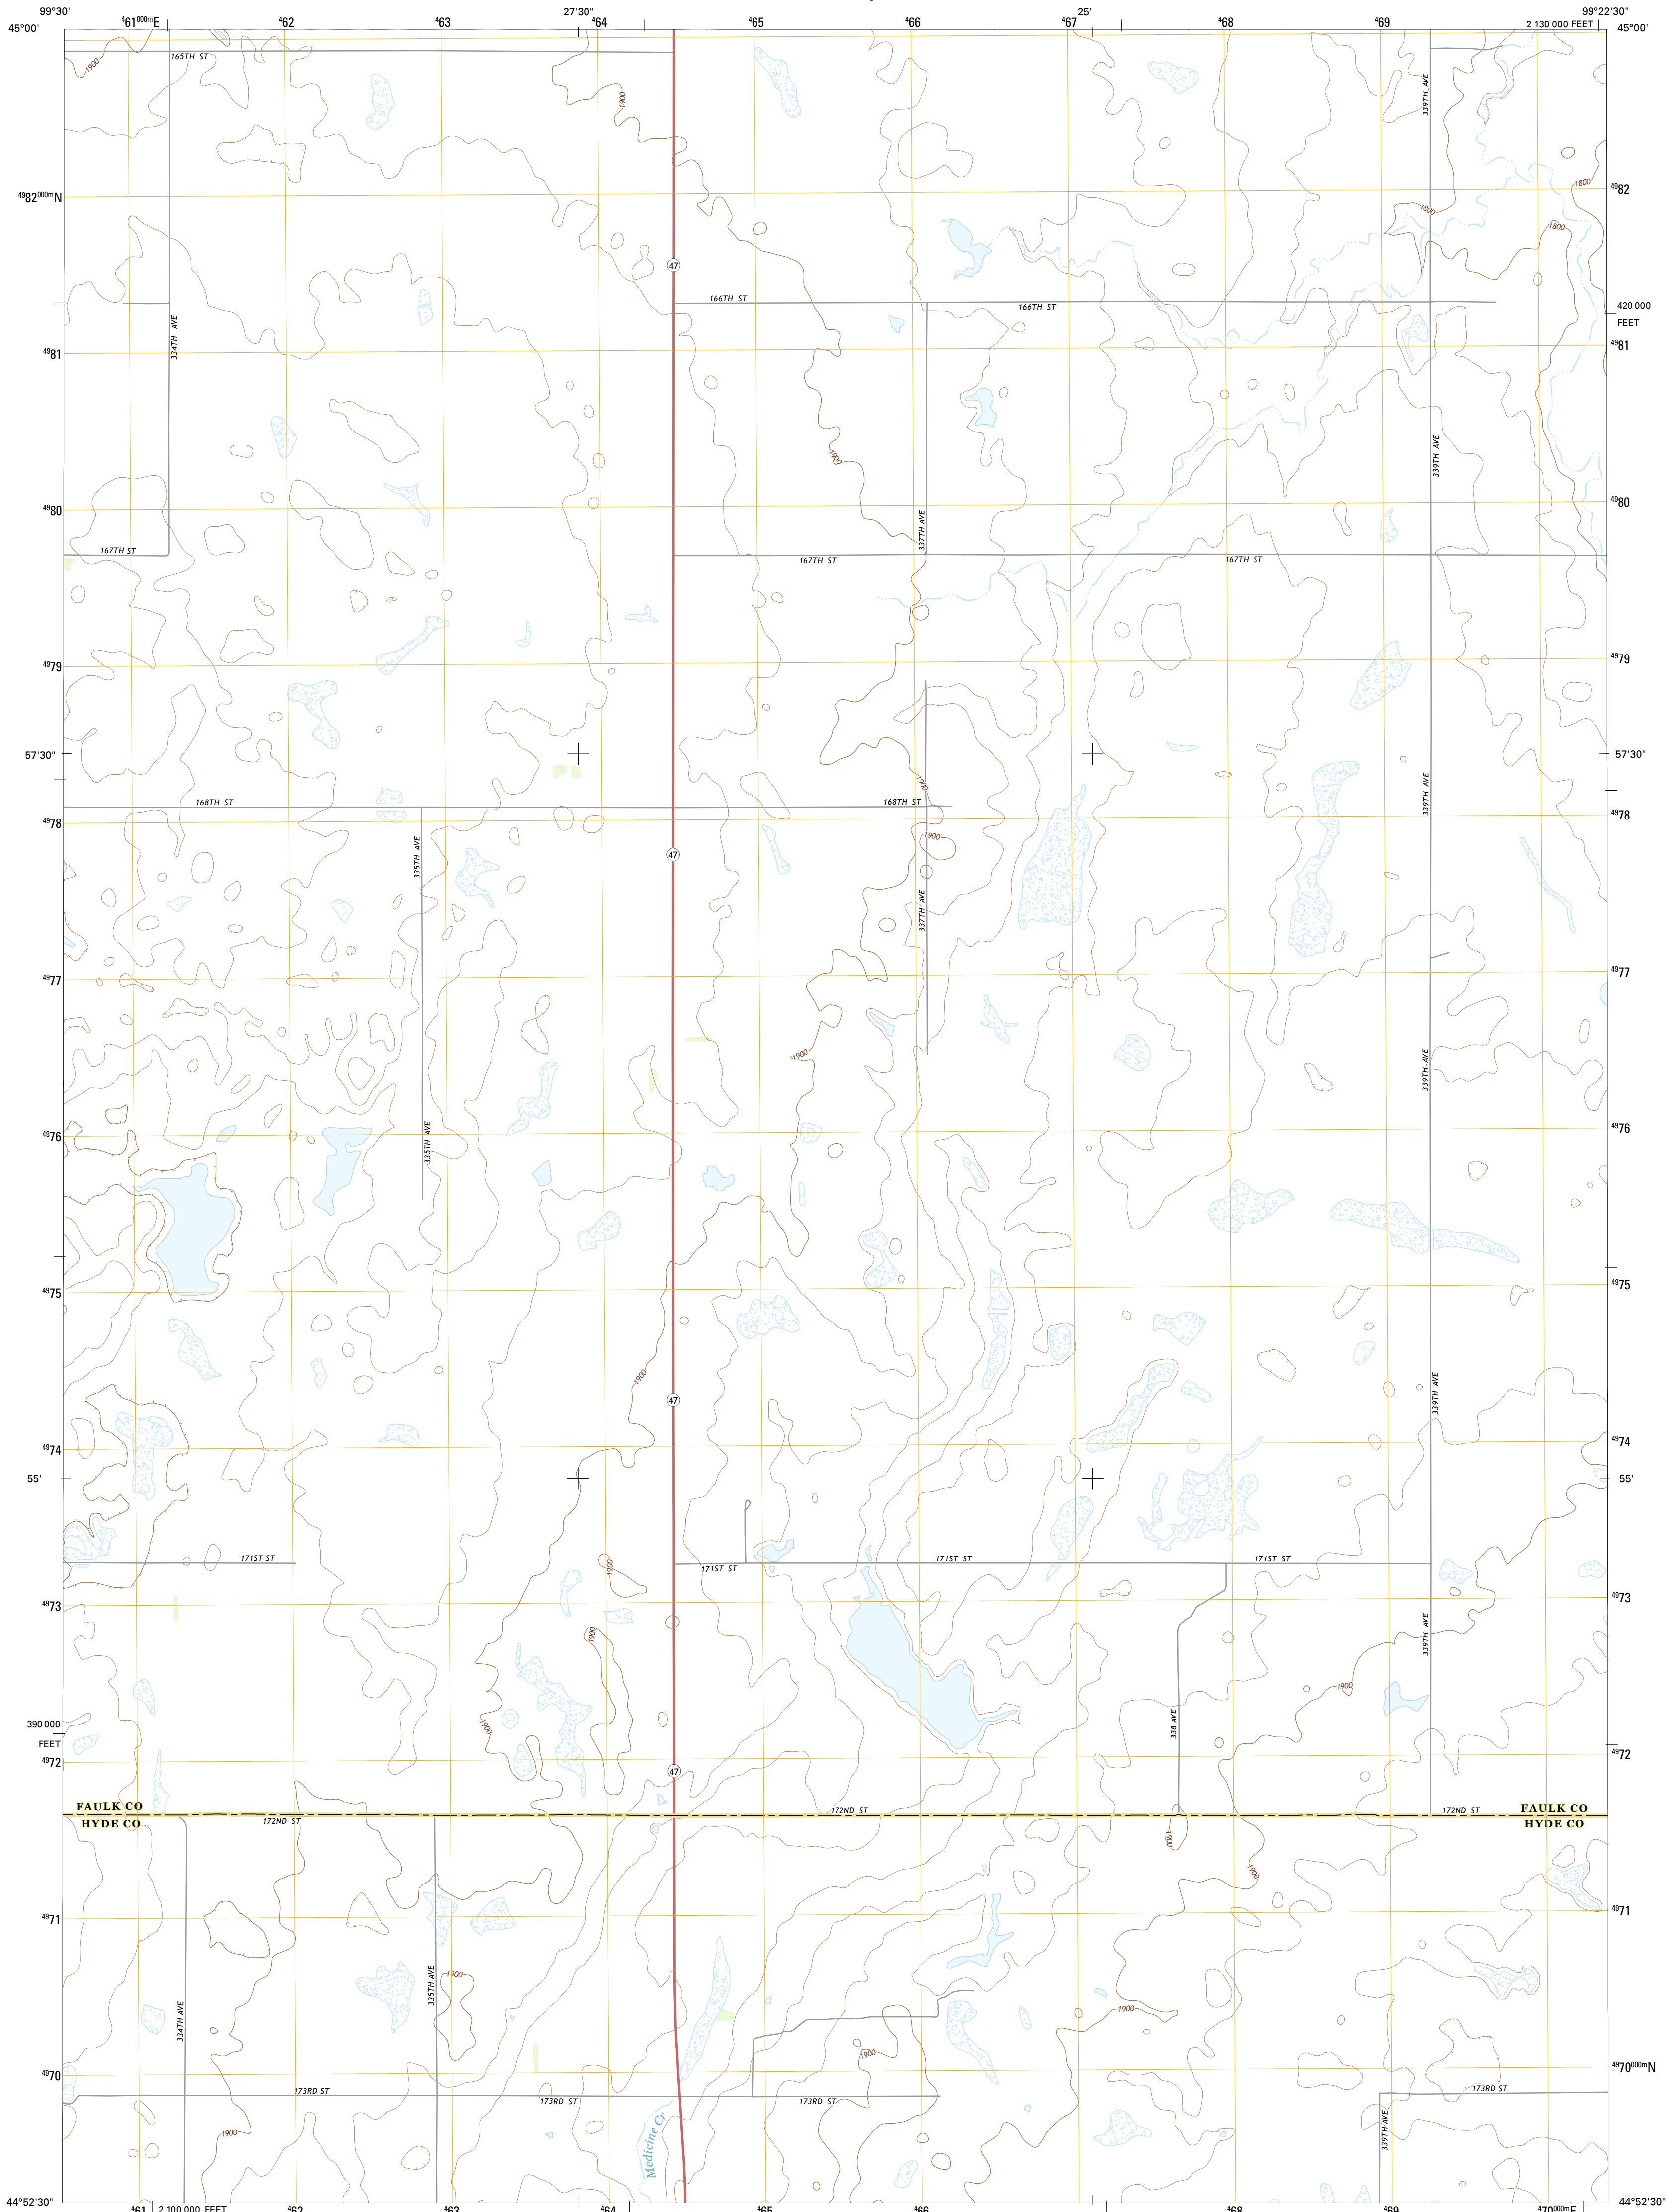 99°30'
⁴61⁰⁰⁰ᵐE
⁴62
⁴63
27'30"
⁴64
⁴65
⁴66
⁴67
25'
⁴68
⁴69
2 130 000 FEET
99°22'30"
45°00'
45°00'
165TH ST
1900
1900
339TH AVE
⁴⁹82⁰⁰⁰ᵐN
⁴⁹82
1800
1800
1800
47
166TH ST
166TH ST
420 000
FEET
334TH AVE
⁴⁹81
⁴⁹81
1900
339TH AVE
⁴⁹80
⁴⁹80
337TH AVE
167TH ST
167TH ST
167TH ST
⁴⁹79
⁴⁹79
57'30"
57'30"
1900
339TH AVE
168TH ST
168TH ST
⁴⁹78
⁴⁹78
1900
335TH AVE
47
337TH AVE
⁴⁹77
⁴⁹77
1900
339TH AVE
⁴⁹76
⁴⁹76
335TH AVE
⁴⁹75
⁴⁹75
1900
47
339TH AVE
⁴⁹74
⁴⁹74
55'
55'
171ST ST
171ST ST
171ST ST
171ST ST
1900
⁴⁹73
⁴⁹73
1900
339TH AVE
1900
1900
338 AVE
390 000
FEET
⁴⁹72
⁴⁹72
47
FAULK CO
HYDE CO
172ND ST
172ND ST
172ND ST
FAULK CO
HYDE CO
1900
1900
⁴⁹71
⁴⁹71
1900
335TH AVE
334TH AVE
1900
1900
⁴⁹70
⁴⁹70⁰⁰⁰ᵐN
173RD ST
173RD ST
173RD ST
173RD ST
1900
Medicine Cr
339TH AVE
44°52'30"
44°52'30"
⁴61
2 100 000 FEET
⁴62
⁴63
⁴64
⁴65
⁴66
⁴68
⁴69
⁴70⁰⁰⁰ᵐE